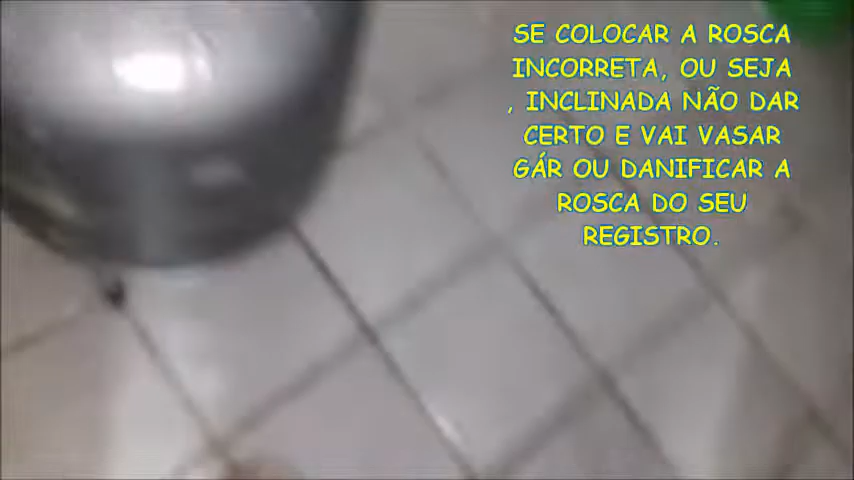 SE COLOCAR A ROSCA
INCORRETA, OU SEJA
, INCLINADA NÃO DAR
CERTO E VAI VASAR
GÁR OU DANIFICAR A
ROSCA DO SEU
REGISTRO.